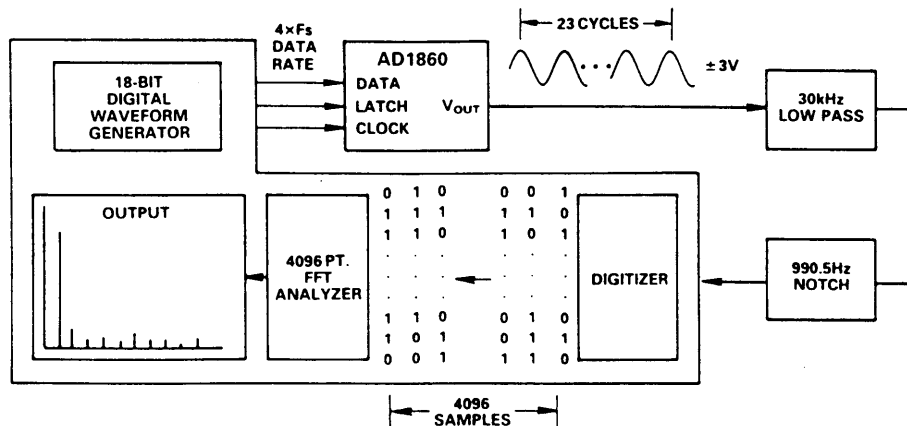 23 CYCLES
4×Fs
DATA
RATE
18-BIT
DIGITAL
WAVEFORM
GENERATOR
AD1860
DATA
LATCH
CLOCK
VOUT
±3V
30kHz
LOW PASS
OUTPUT
4096 PT.
FFT
ANALYZER
0 1 0 0 0 1
1 1 1 1 1 0
1 1 0 1 0 1
. . . . . .
. . . . . .
. . . . . .
1 1 0 0 1 0
1 0 1 1 0 0
0 0 1 1 1 1
DIGITIZER
990.5Hz
NOTCH
4096
SAMPLES